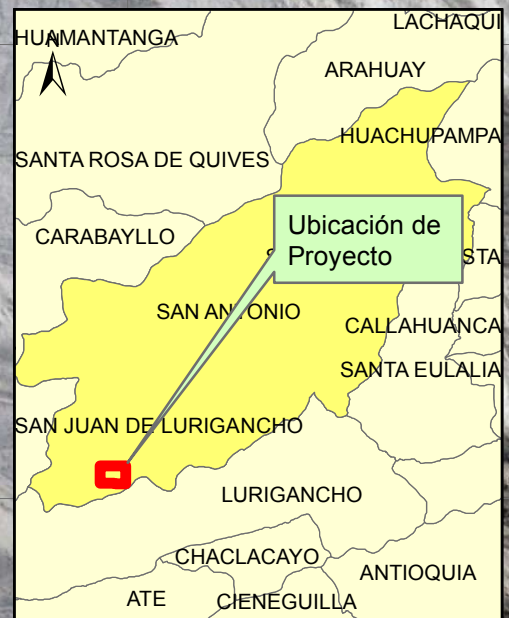 LACHAQUI
HUAMANTANGA
N
ARAHUAY
HUACHUPAMPA
SANTA ROSA DE QUIVES
Ubicación de
Proyecto
CARABAYLLO
STA
SAN ANTONIO
CALLAHUANCA
SANTA EULALIA
SAN JUAN DE LURIGANCHO
LURIGANCHO
CHACLACAYO
ANTIOQUIA
ATE
CIENEGUILLA